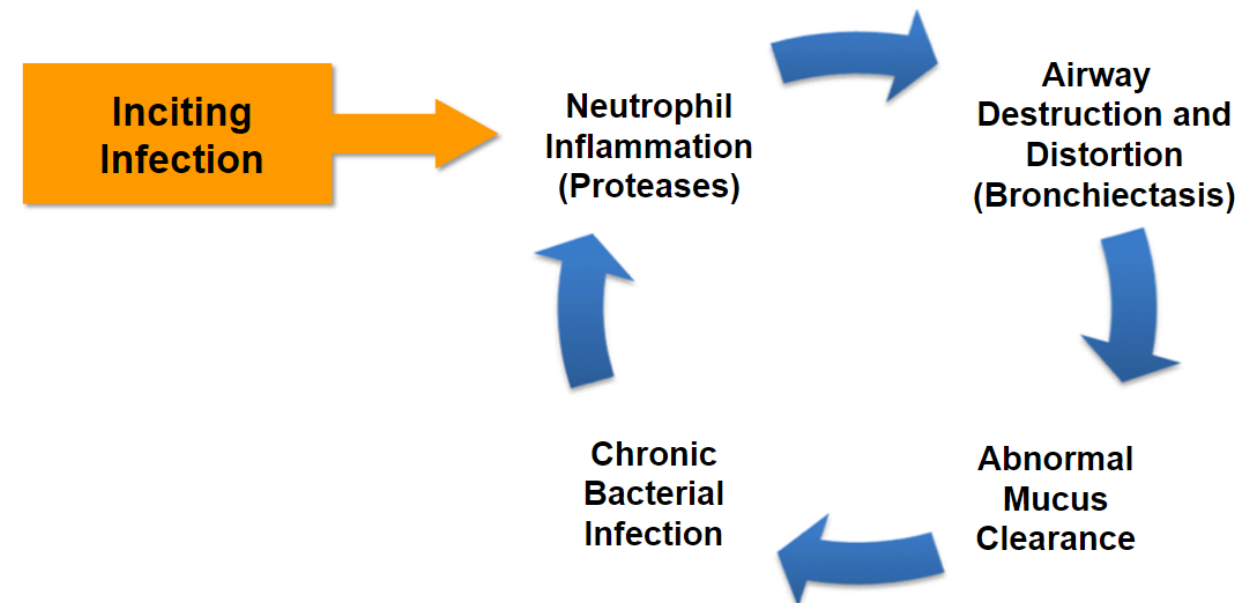 Inciting
Infection
Neutrophil
Inflammation
(Proteases)
Airway
Destruction and
Distortion
(Bronchiectasis)
Abnormal
Mucus
Clearance
Chronic
Bacterial
Infection